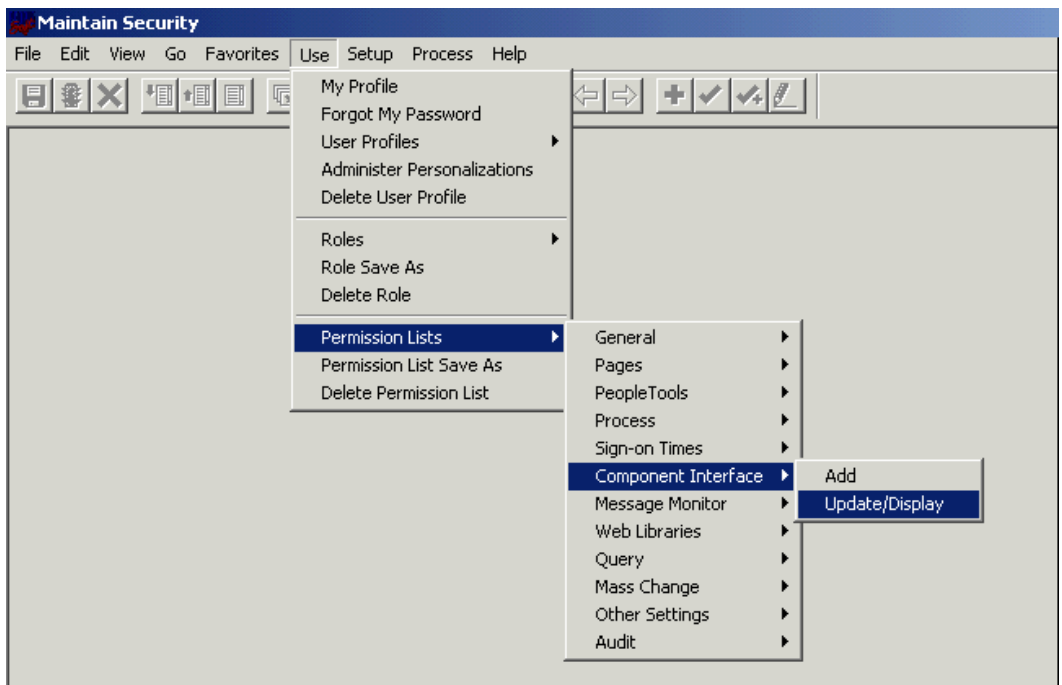 Maintain Security
File Edit View Go Favorites Use Setup Process Help
My Profile
Forgot My Password
User Profiles
Administer Personalizations
Delete User Profile
Roles
Role Save As
Delete Role
Permission Lists
Permission List Save As
Delete Permission List
General
Pages
PeopleTools
Process
Sign-on Times
Component Interface
Message Monitor
Web Libraries
Query
Mass Change
Other Settings
Audit
Add
Update/Display